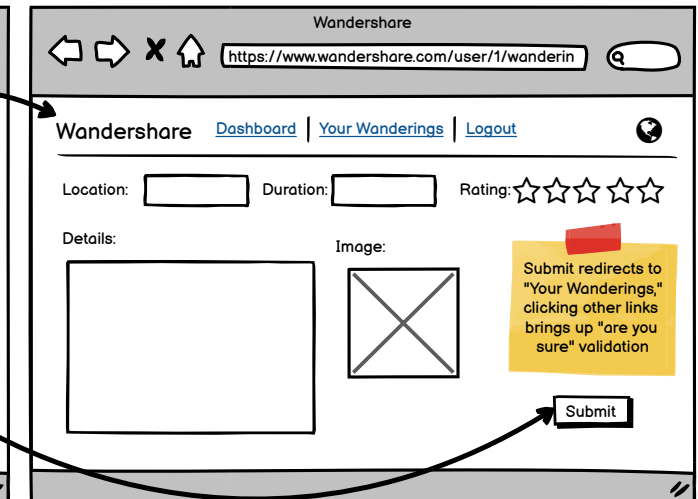 Wandershare
https://www.wandershare.com/user/1/wanderin
Wandershare Dashboard Your Wanderings Logout
Location: Duration: Rating:
Details:
Image:
Submit redirects to
"Your Wanderings,"
clicking other links
brings up "are you
sure" validation
Submit